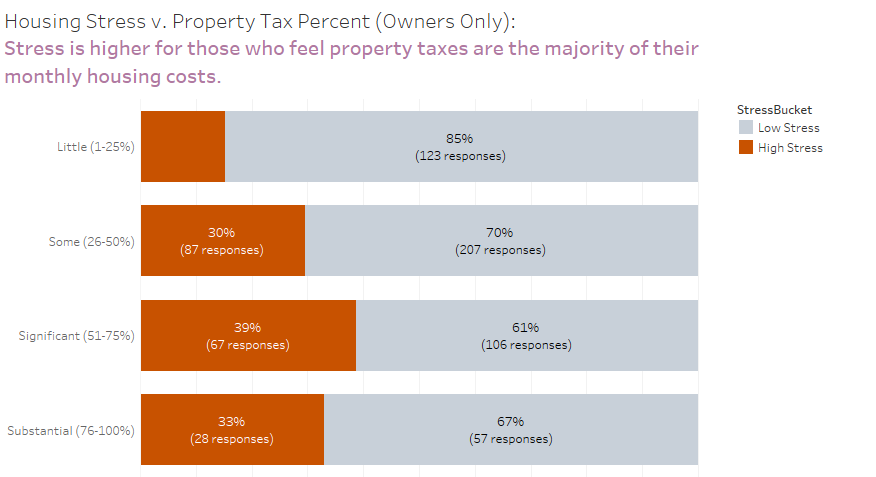 Housing Stress v. Property Tax Percent (Owners Only):
Stress is higher for those who feel property taxes are the majority of their
monthly housing costs.
StressBucket
Low Stress
High Stress
Little (1-25%)
85%
(123 responses)
Some (26-50%)
30%
(87 responses)
70%
(207 responses)
Significant (51-75%)
39%
(67 responses)
61%
(106 responses)
Substantial (76-100%)
33%
(28 responses)
67%
(57 responses)